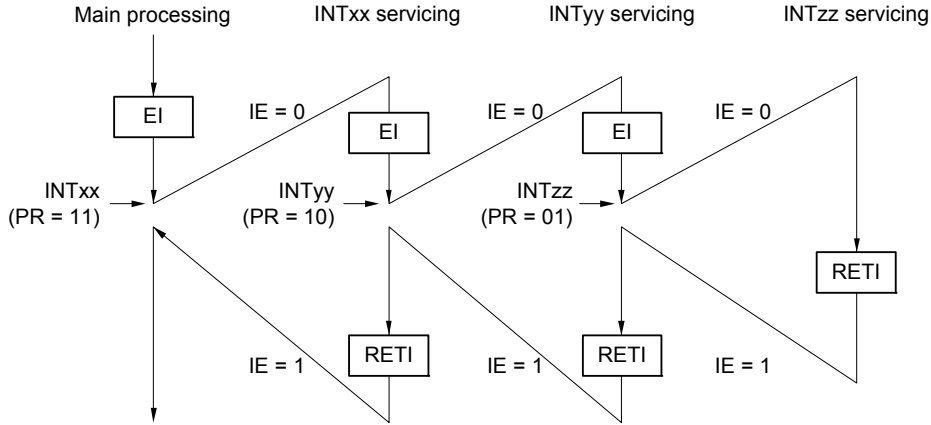 Main processing
INTxx servicing
INTyy servicing
INTzz servicing
IE = 0
IE = 0
IE = 0
EI
EI
EI
INTxx
(PR = 11)
INTyy
(PR = 10)
INTzz
(PR = 01)
RETI
RETI
RETI
IE = 1
IE = 1
IE = 1